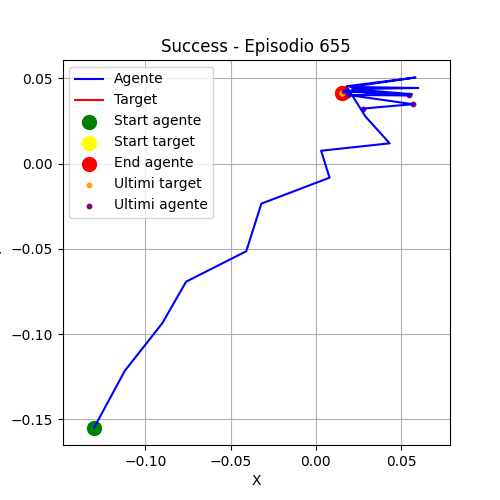 Success - Episodio 655
Agente
Target
Start agente
Start target
End agente
Ultimi target
Ultimi agente
0.05
0.00
−0.05
−0.10
−0.15
−0.10
−0.05
0.00
0.05
X